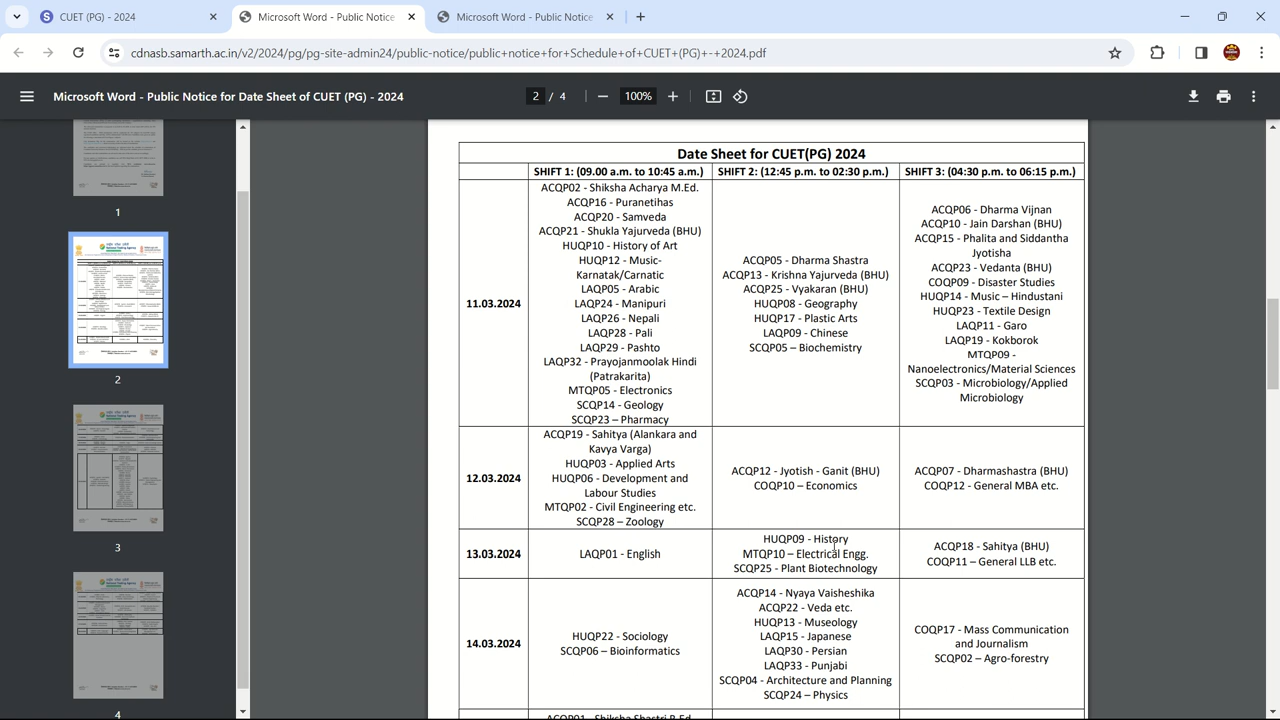 CUET (PG) - 2024
Microsoft Word - Public Notice
Microsoft Word - Public Notice
cdnasb.samarth.ac.in/v2/2024/pg/pg-site-admin24/public-notice/public+notice+for+Schedule+of+CUET+(PG)+-+2024.pdf
Microsoft Word - Public Notice for Date Sheet of CUET (PG) - 2024
2 / 4
100%
1
2
3
4
Date Sheet for CUET(PG) 2024
SHIFT 1: (09.00 a.m. to 10:45 a.m.)
SHIFT 2: (12:45 p.m. to 02:30 p.m.)
SHIFT 3: (04:30 p.m. to 06:15 p.m.)
11.03.2024
ACQP02 - Shiksha Acharya M.Ed.
ACQP16 - Puranetihas
ACQP20 - Samveda
ACQP21 - Shukla Yajurveda (BHU)
HUQP10 - History of Art
HUQP12 - Music-
Karnatak/Carnatic
LAQP05 - Arabic
LAQP24 - Manipuri
LAQP26 - Nepali
LAQP28 - Pali
LAQP29 - Pashto
LAQP32 - Prayojanmoolak Hindi
(Patrakarita)
MTQP05 - Electronics
SCQP14 - Geology
SCQP23 – Pharmacy
ACQP05 - Dharma Shastra
ACQP13 - Krishna Yajurveda (BHU)
ACQP25 - Vyakaran (BHU)
HUQP08 - Geography
HUQP17 - Plastic Arts
LAQP09 - Chinese
SCQP05 – Biochemistry
ACQP06 - Dharma Vijnan
ACQP10 - Jain Darshan (BHU)
ACQP15 - Phalita and Siddantha
Jyotisha
ACQP23 - Vedanta (BHU)
COQP09 - Disaster Studies
HUQP14 - Music – Hindustani
HUQP23 - Textile Design
LAQP11 - Garo
LAQP19 - Kokborok
MTQP09 -
Nanoelectronics/Material Sciences
SCQP03 - Microbiology/Applied
Microbiology
12.03.2024
ACQP19 - Sahitya (Alankara and
Kavya Varga)
HUQP03 - Applied Arts
HUQP06 - Development and
Labour Studies
MTQP02 - Civil Engineering etc.
SCQP28 – Zoology
ACQP12 - Jyotish - Ganit (BHU)
COQP10 – Economics
ACQP07 - Dharmashastra (BHU)
COQP12 - General MBA etc.
13.03.2024
LAQP01 - English
HUQP09 - History
MTQP10 – Electrical Engg.
SCQP25 - Plant Biotechnology
ACQP18 - Sahitya (BHU)
COQP11 – General LLB etc.
14.03.2024
HUQP22 - Sociology
SCQP06 – Bioinformatics
ACQP14 - Nyaya Vaisheshika
ACQP22 - Veda etc.
HUQP13 - Museology
LAQP15 - Japanese
LAQP30 - Persian
LAQP33 - Punjabi
SCQP04 - Architecture and Planning
SCQP24 – Physics
COQP17 - Mass Communication
and Journalism
SCQP02 – Agro-forestry
ACQP01 - Shiksha Shastri B.Ed.